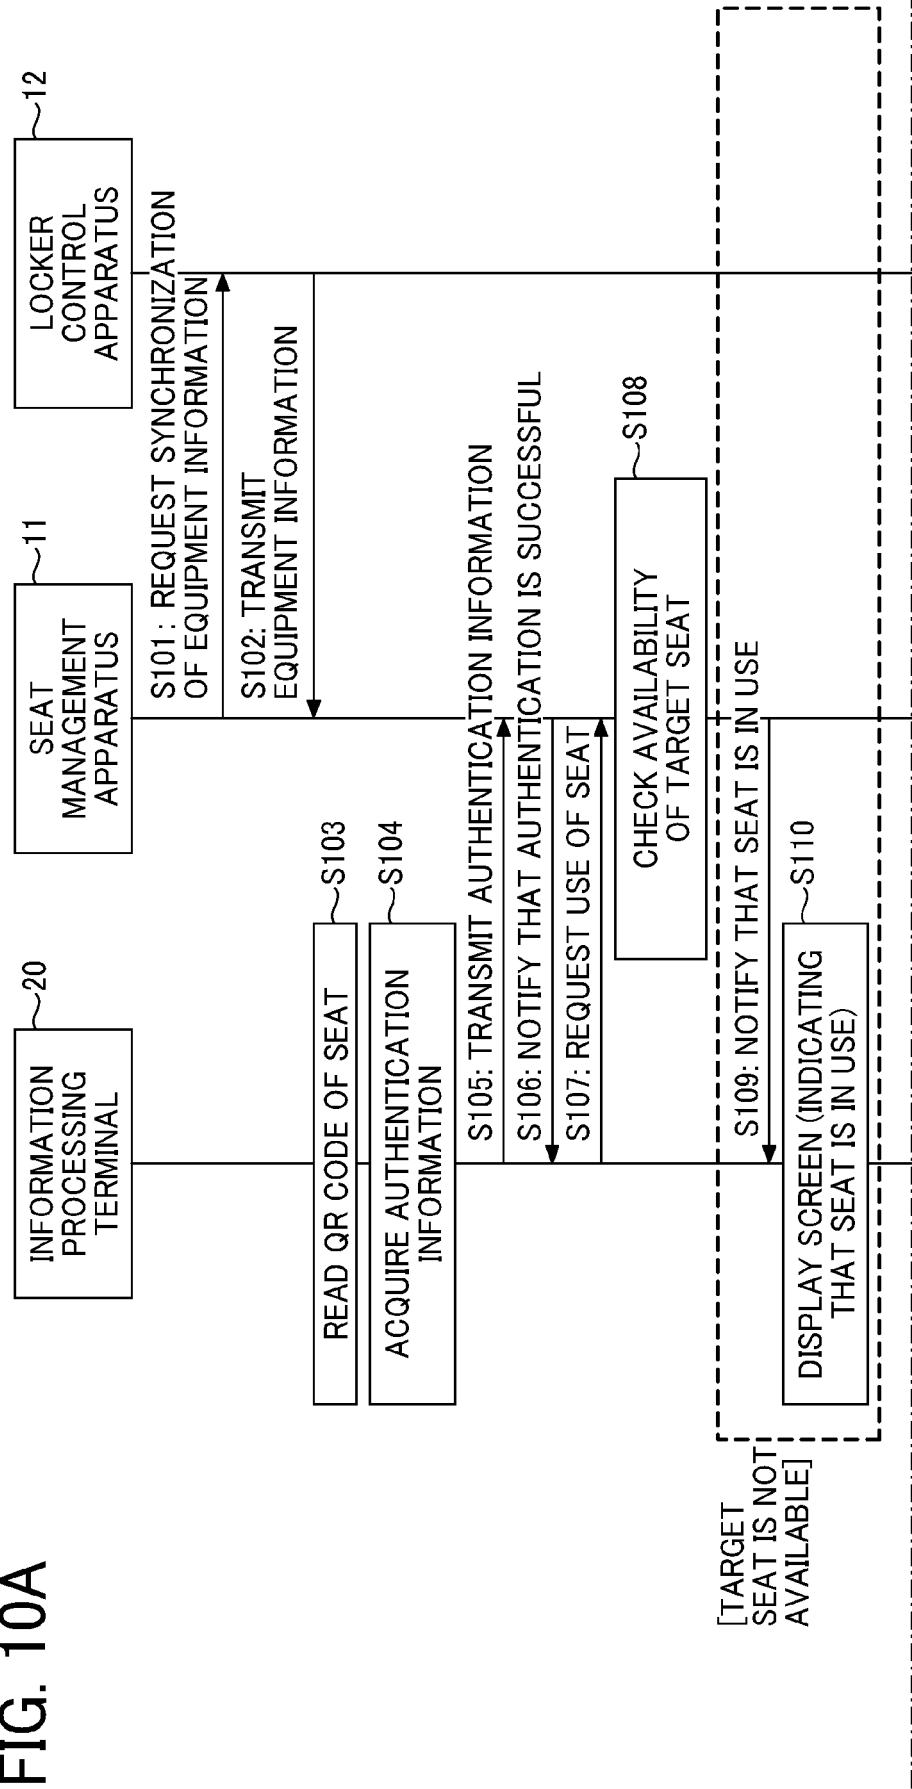 FIG. 10A
INFORMATION
PROCESSING
TERMINAL
20
SEAT
MANAGEMENT
APPARATUS
11
LOCKER
CONTROL
APPARATUS
12
S101: REQUEST SYNCHRONIZATION
OF EQUIPMENT INFORMATION
S102: TRANSMIT
EQUIPMENT INFORMATION
READ QR CODE OF SEAT
S103
ACQUIRE AUTHENTICATION
INFORMATION
S104
S105: TRANSMIT AUTHENTICATION INFORMATION
S106: NOTIFY THAT AUTHENTICATION IS SUCCESSFUL
S107: REQUEST USE OF SEAT
CHECK AVAILABILITY
OF TARGET SEAT
S108
[TARGET
SEAT IS NOT
AVAILABLE]
S109: NOTIFY THAT SEAT IS IN USE
DISPLAY SCREEN (INDICATING
THAT SEAT IS IN USE)
S110